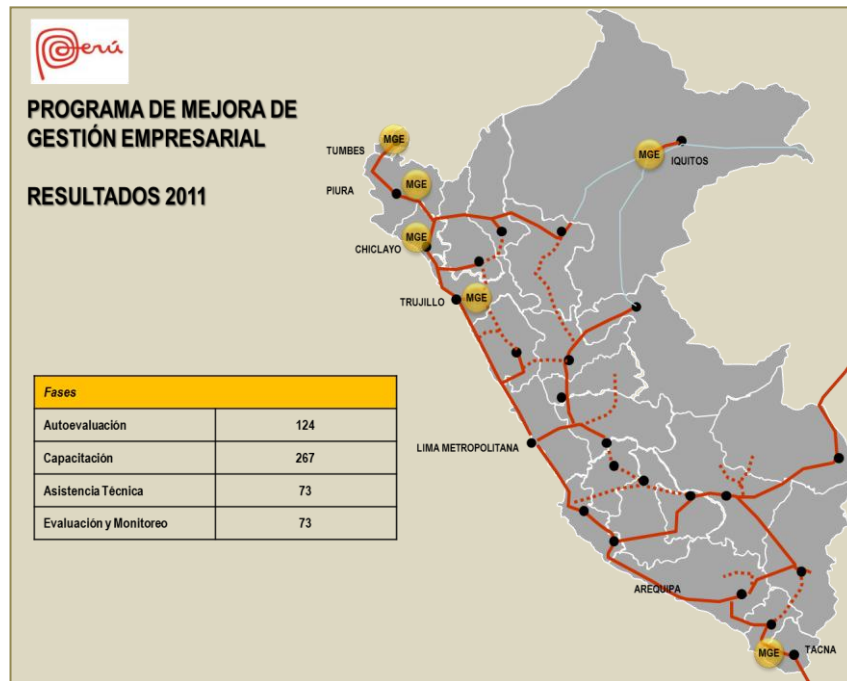 Perú
PROGRAMA DE MEJORA DE
GESTIÓN EMPRESARIAL
RESULTADOS 2011
MGE
TUMBES
MGE
IQUITOS
PIURA
MGE
MGE
CHICLAYO
TRUJILLO
MGE
Fases
Autoevaluación 124
Capacitación 267
Asistencia Técnica 73
Evaluación y Monitoreo 73
LIMA METROPOLITANA
AREQUIPA
MGE
TACNA